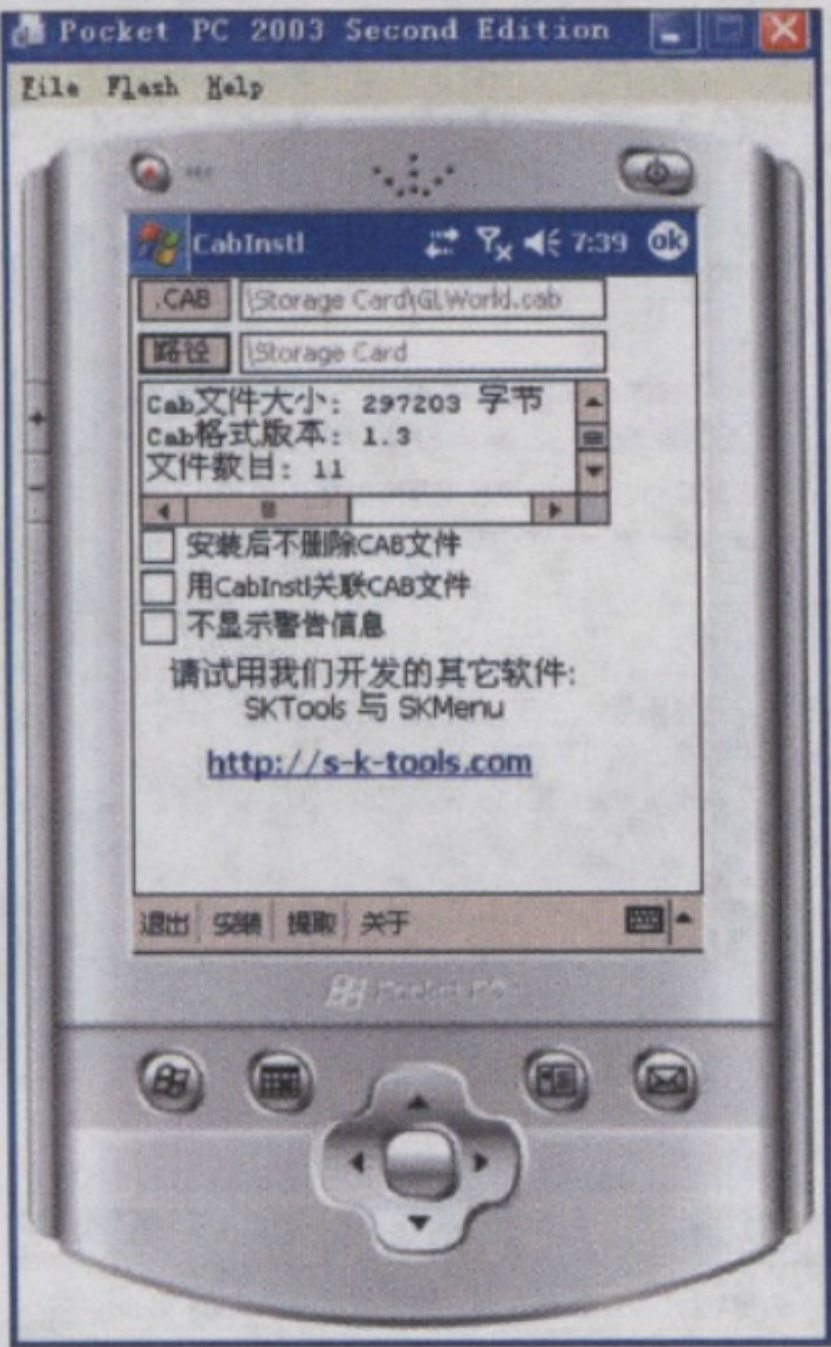 Pocket PC 2003 Second Edition
File Flash Help
CabInstl 7:39 ok
.CAB \Storage Card\GLWorld.cab
路径 \Storage Card
Cab文件大小: 297203 字节
Cab格式版本: 1.3
文件数目: 11
安装后不删除CAB文件
用CabInstl关联CAB文件
不显示警告信息
请试用我们开发的其它软件:
SKTools 与 SKMenu
http://s-k-tools.com
退出 安装 提取 关于
Pocket PC